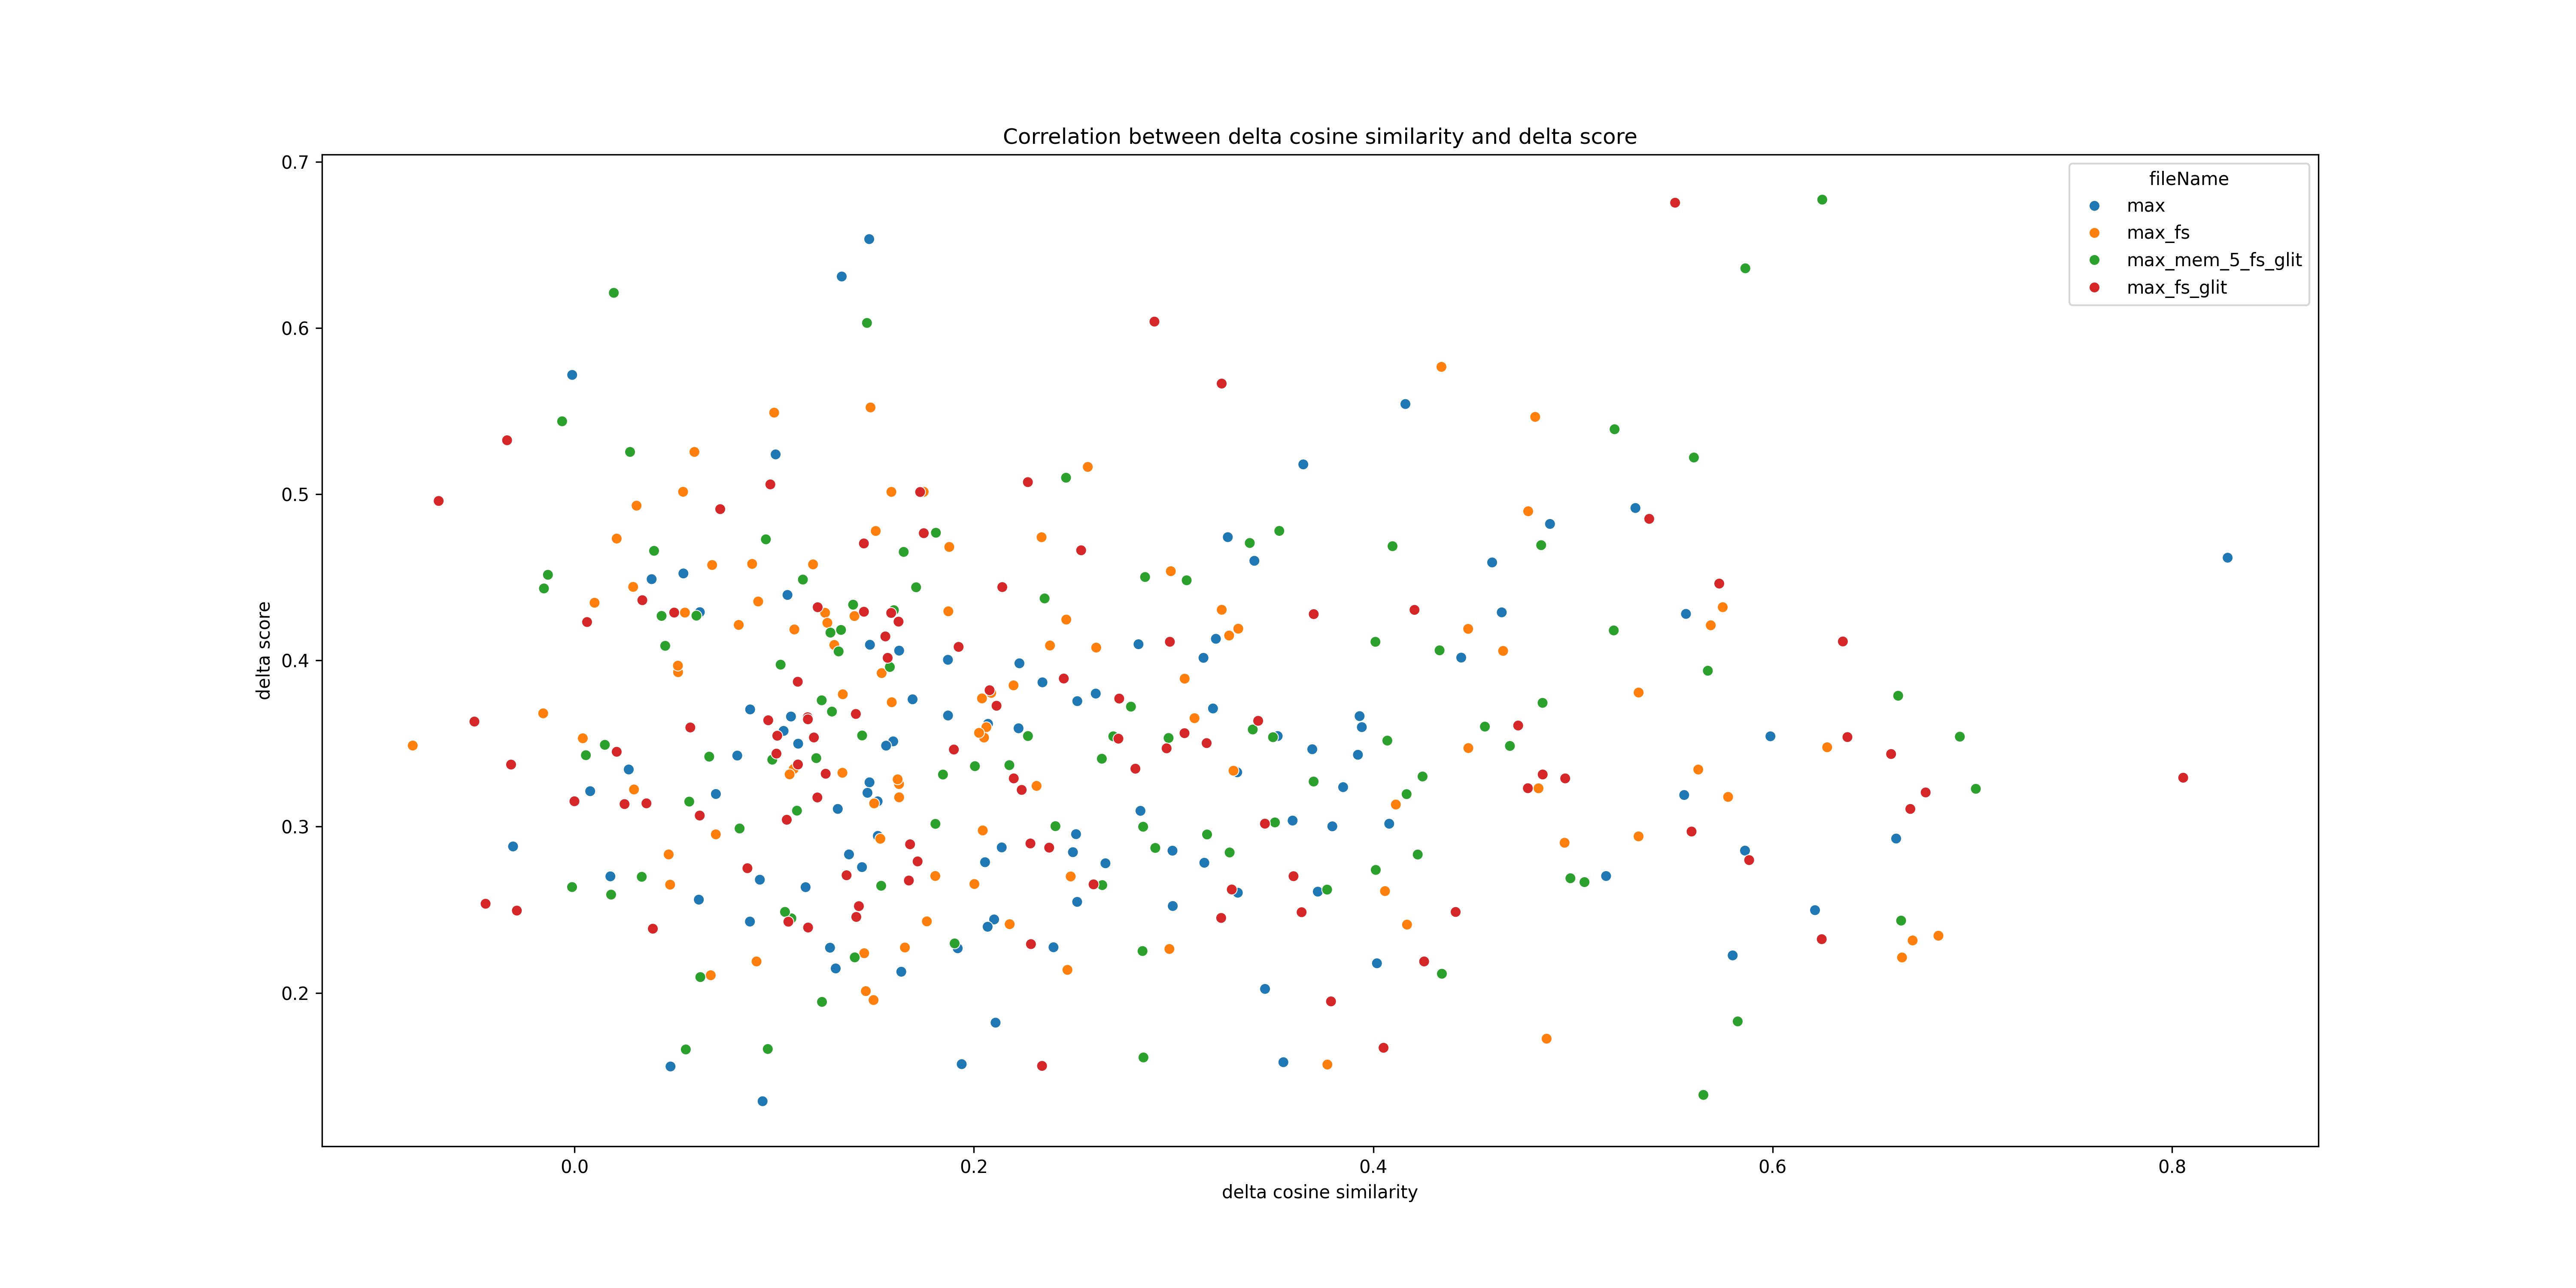 Correlation between delta cosine similarity and delta score
fileName
max
max_fs
max_mem_5_fs_glit
max_fs_glit
delta score
0.7
0.6
0.5
0.4
0.3
0.2
0.0 0.2 0.4 0.6 0.8
delta cosine similarity